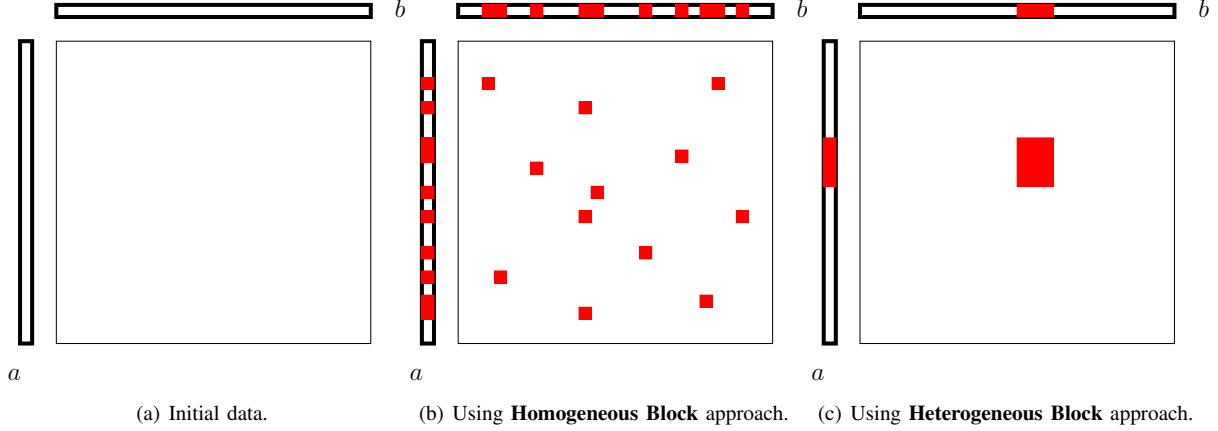 b
b
a
a
a
(a) Initial data.
(b) Using Homogeneous Block approach.
(c) Using Heterogeneous Block approach.